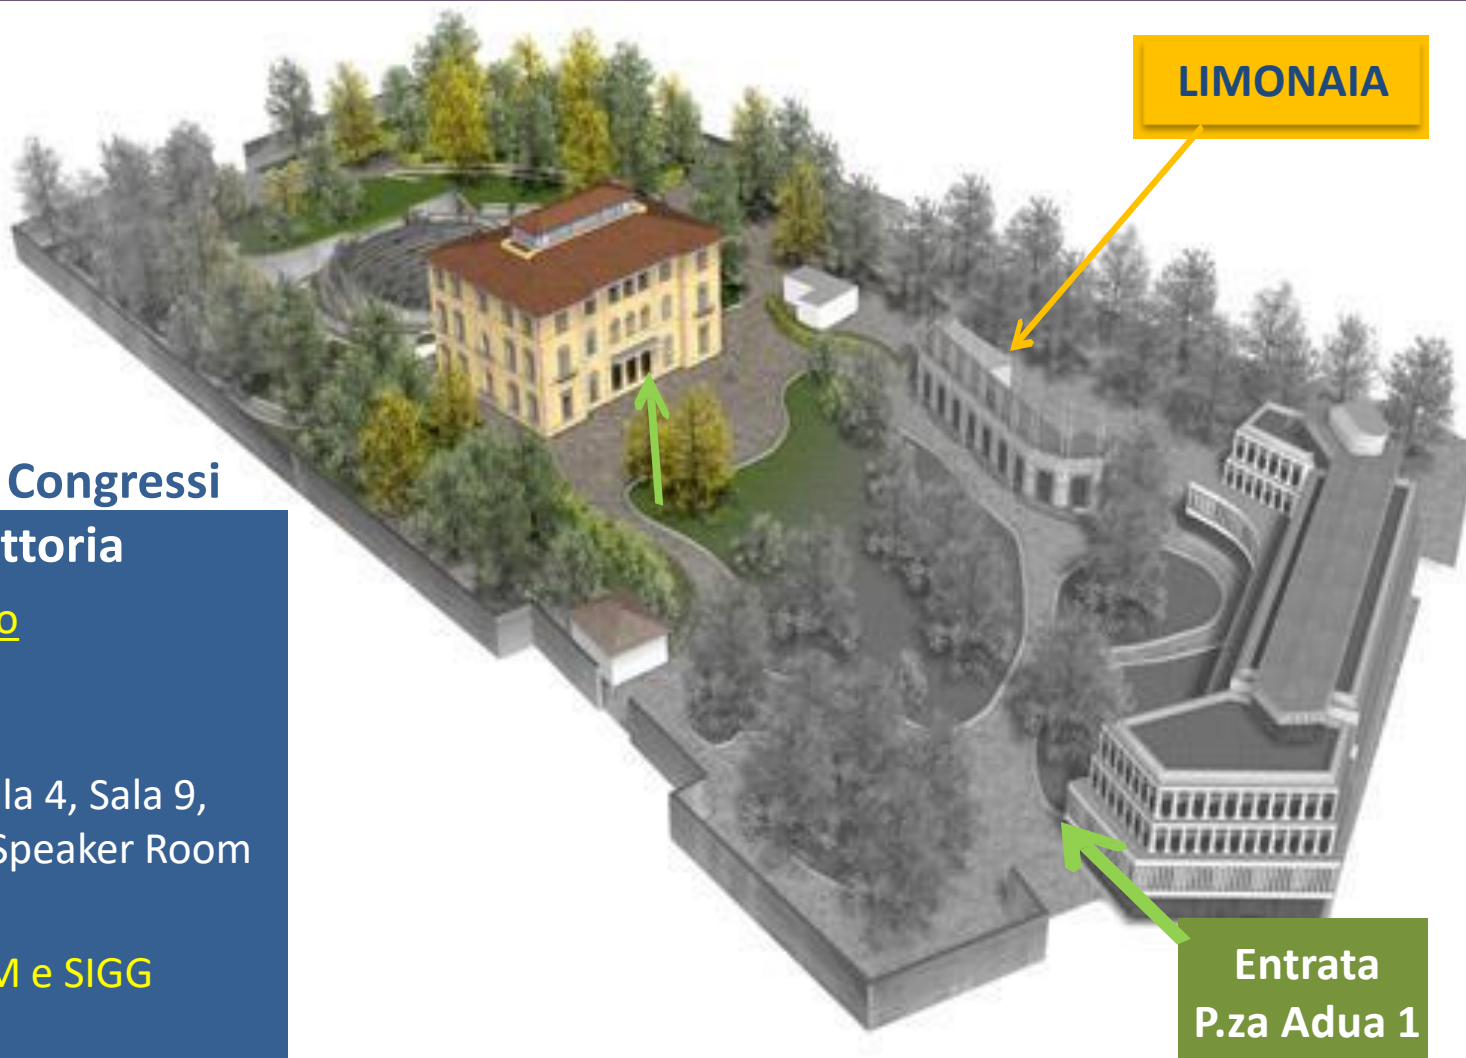 LIMONAIA
Congressi
ttoria
o
la 4, Sala 9,
Speaker Room
M e SIGG
Entrata
P.za Adua 1